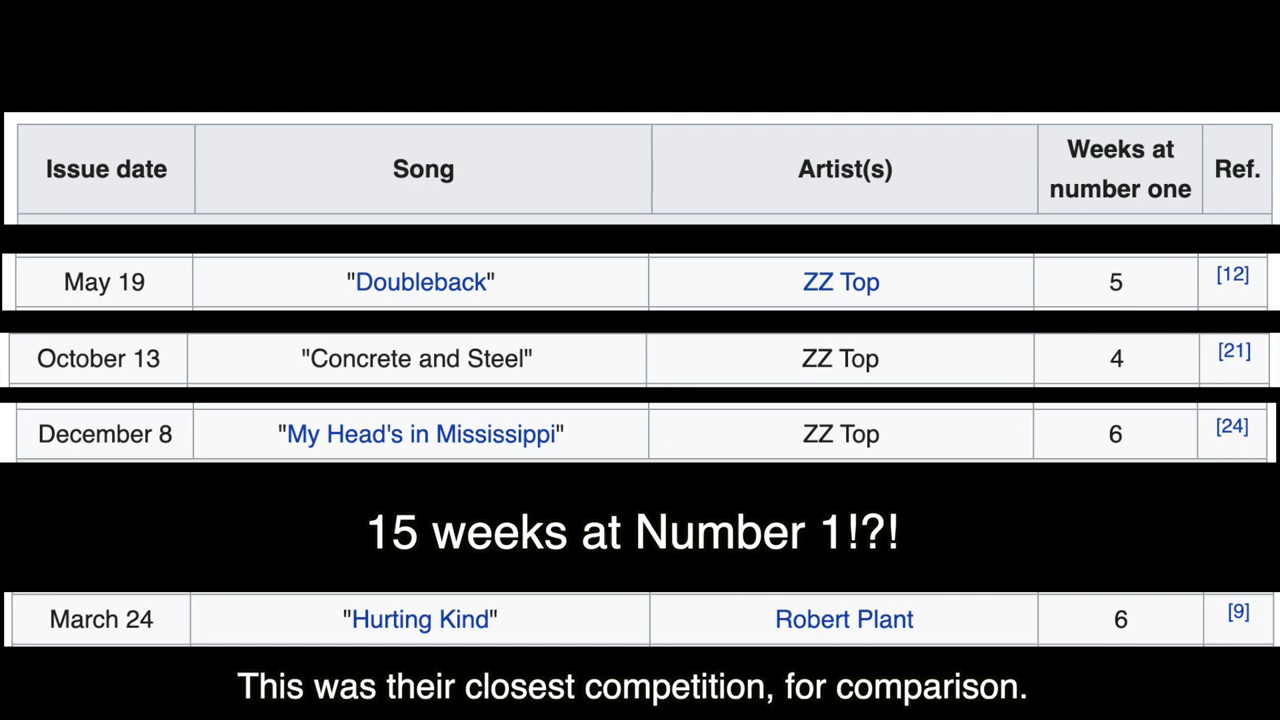 Issue date Song Artist(s) Weeks at number one Ref.
May 19 "Doubleback" ZZ Top 5 [12]
October 13 "Concrete and Steel" ZZ Top 4 [21]
December 8 "My Head's in Mississippi" ZZ Top 6 [24]
15 weeks at Number 1!?!
March 24 "Hurting Kind" Robert Plant 6 [9]
This was their closest competition, for comparison.